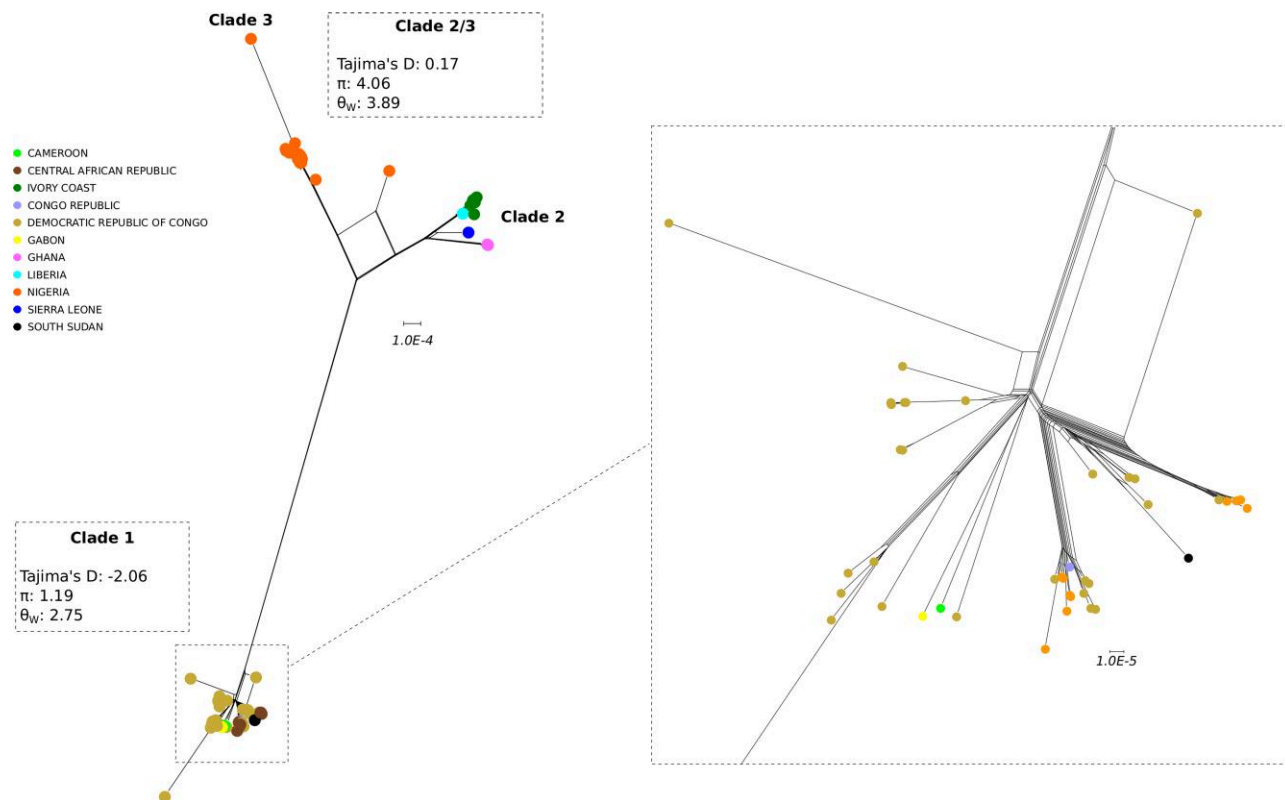 Clade 3
Clade 2/3
Tajima's D: 0.17
π: 4.06
θW: 3.89
CAMEROON
CENTRAL AFRICAN REPUBLIC
IVORY COAST
CONGO REPUBLIC
DEMOCRATIC REPUBLIC OF CONGO
GABON
GHANA
LIBERIA
NIGERIA
SIERRA LEONE
SOUTH SUDAN
Clade 2
1.0E-4
Clade 1
Tajima's D: -2.06
π: 1.19
θW: 2.75
1.0E-5